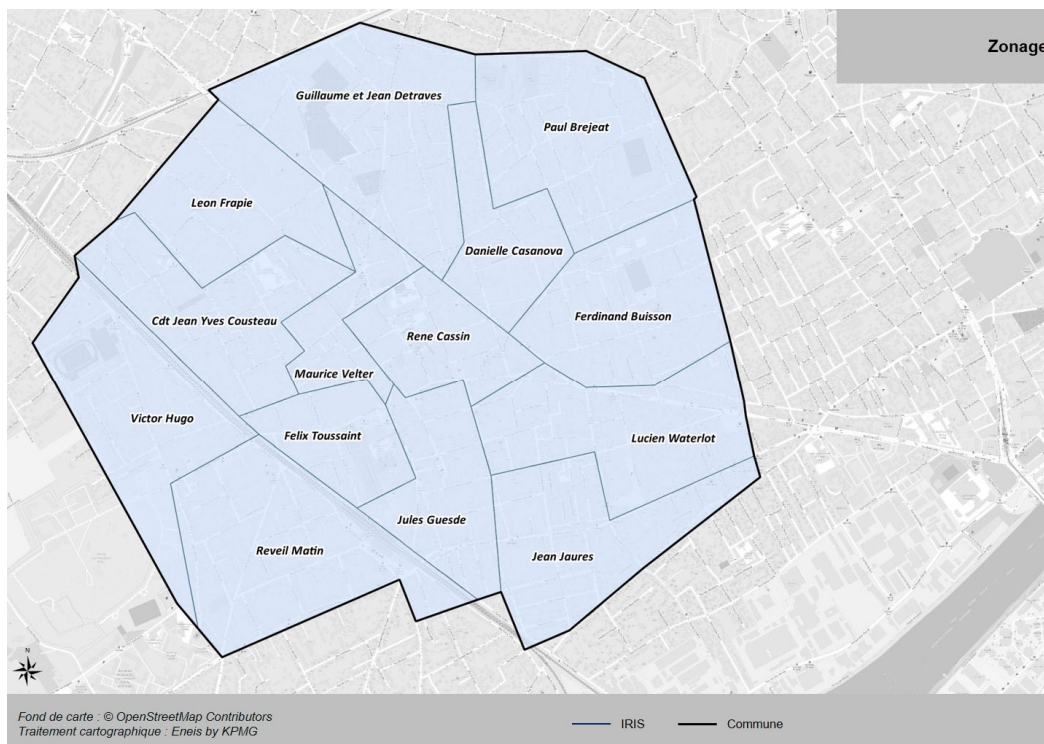 Zonage
Guillaume et Jean Detraves
Paul Brejeat
Leon Frapie
Danielle Casanova
Cdt Jean Yves Cousteau
Ferdinand Buisson
Rene Cassin
Maurice Velter
Victor Hugo
Felix Toussaint
Lucien Waterlot
Jules Guesde
Reveil Matin
Jean Jaures
N
Fond de carte : © OpenStreetMap Contributors
Traitement cartographique : Eneis by KPMG
IRIS
Commune